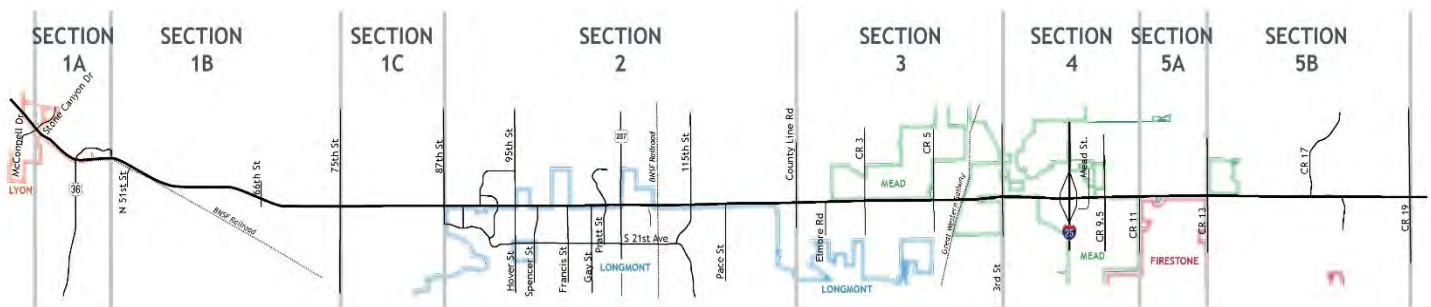 SECTION
1A
SECTION
1B
SECTION
1C
SECTION
2
SECTION
3
SECTION
4
SECTION
5A
SECTION
5B
McConnell Dr
Stone Canyon Dr
LYON
36
N 51st St
BNSF Railroad
66th St
75th St
87th St
95th St
Hover St
Spencer St
Francis St
Gay St
Pratt St
287
BNSF Railroad
S 21st Ave
LONGMONT
115th St
Pace St
County Line Rd
Elmore Rd
CR 3
MEAD
CR 5
Great Western Railway
LONGMONT
3rd St
25
Mead St.
CR 9.5
MEAD
CR 11
FIRESTONE
CR 13
CR 17
CR 19